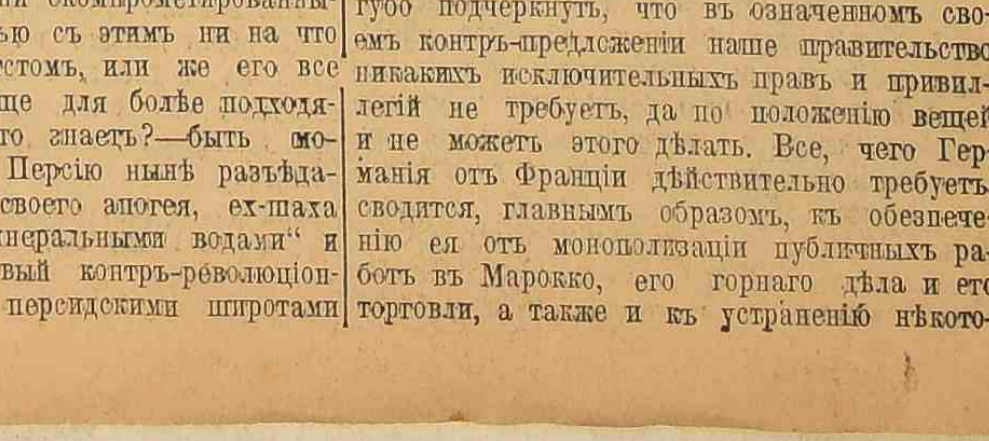 скомпрометированны-
ью съ этимъ ни на что
стомъ, или же его все
ще для болѣе подходя-
го знаетъ?—быть мо-
Персію нынѣ разъѣда-
своего апогея, ех-шаха
неральными водами“ и
вый контръ-революціон-
персидскими широтами
губо подчеркнуть, что въ означенномъ сво-
емъ контръ-предложеніи наше правительство
никакихъ исключительныхъ правъ и привил-
легій не требуетъ, да по положенію вещей
и не можетъ этого дѣлать. Все, чего Гер-
манія отъ Франціи дѣйствительно требуетъ
сводится, главнымъ образомъ, къ обезпече-
нію ея отъ монополизаціи публичныхъ ра-
ботъ въ Марокко, его горнаго дѣла и его
торговли, а также и къ устраненію нѣкото-